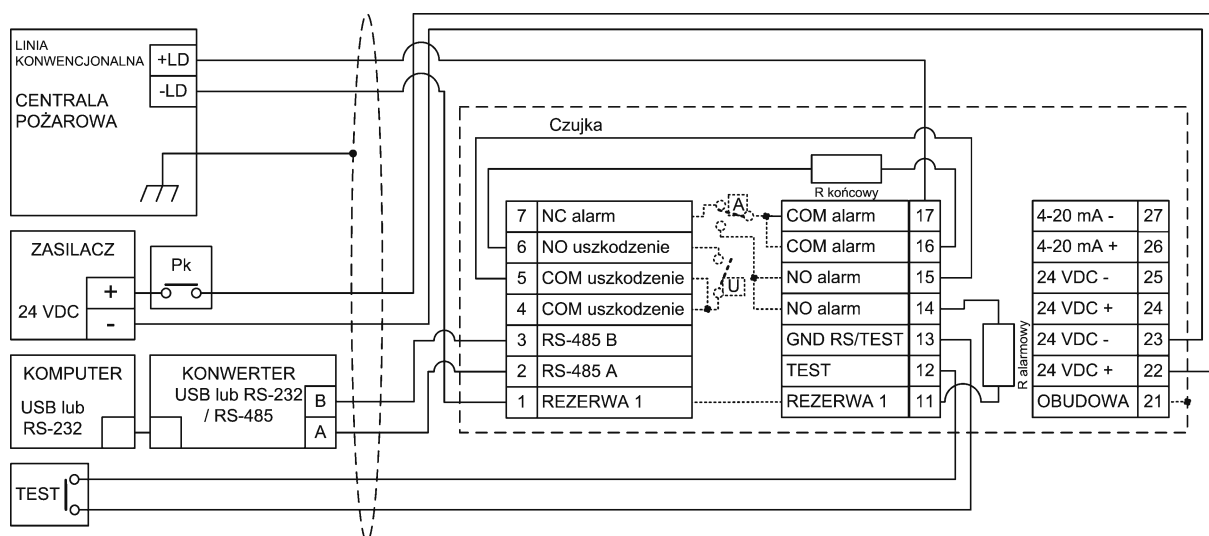 LINIA
KONWENCJONALNA
+LD
-LD
CENTRALA
POŻAROWA
ZASILACZ
24 VDC
+
-
Pk
KOMPUTER
USB lub
RS-232
KONWERTER
USB lub RS-232
/ RS-485
B
A
TEST
Czujka
R końcowy
7 NC alarm
6 NO uszkodzenie
5 COM uszkodzenie
4 COM uszkodzenie
3 RS-485 B
2 RS-485 A
1 REZERWA 1
A
U
COM alarm 17
COM alarm 16
NO alarm 15
NO alarm 14
GND RS/TEST 13
TEST 12
REZERWA 1 11
R alarmowy
4-20 mA - 27
4-20 mA + 26
24 VDC - 25
24 VDC + 24
24 VDC - 23
24 VDC + 22
OBUDOWA 21